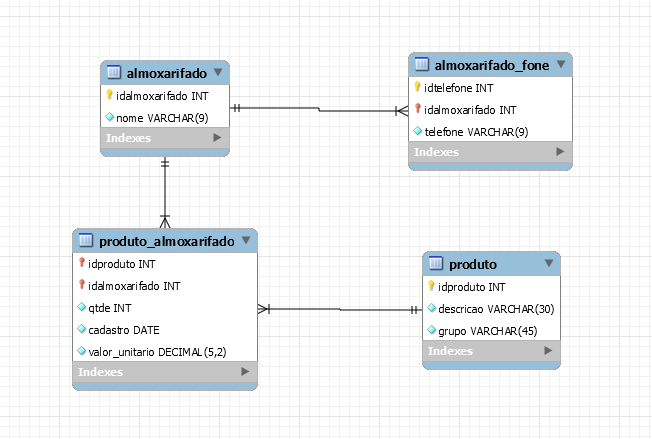 almoxarifado
idalmoxarifado INT
nome VARCHAR(9)
Indexes
almoxarifado_fone
idtelefone INT
idalmoxarifado INT
telefone VARCHAR(9)
Indexes
produto_almoxarifado
idproduto INT
idalmoxarifado INT
qtde INT
cadastro DATE
valor_unitario DECIMAL(5,2)
Indexes
produto
idproduto INT
descricao VARCHAR(30)
grupo VARCHAR(45)
Indexes